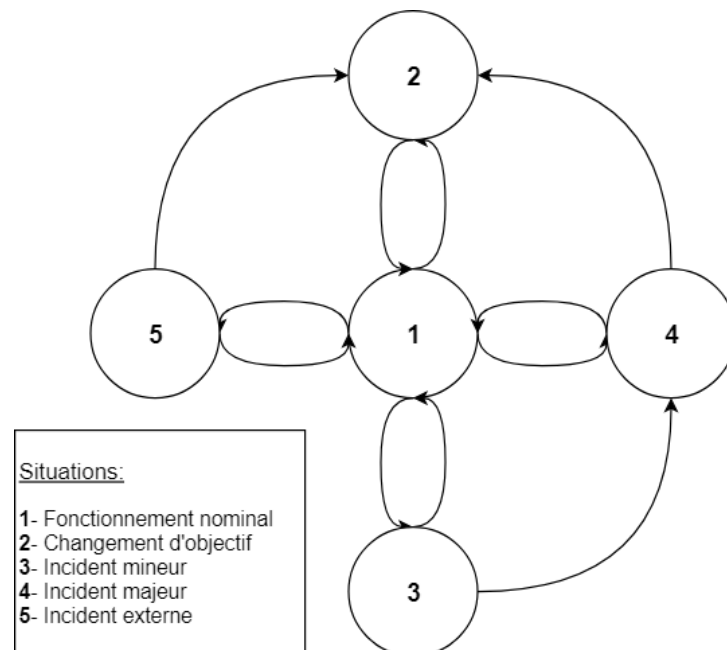 2
5
1
4
3
Situations:
1- Fonctionnement nominal
2- Changement d'objectif
3- Incident mineur
4- Incident majeur
5- Incident externe